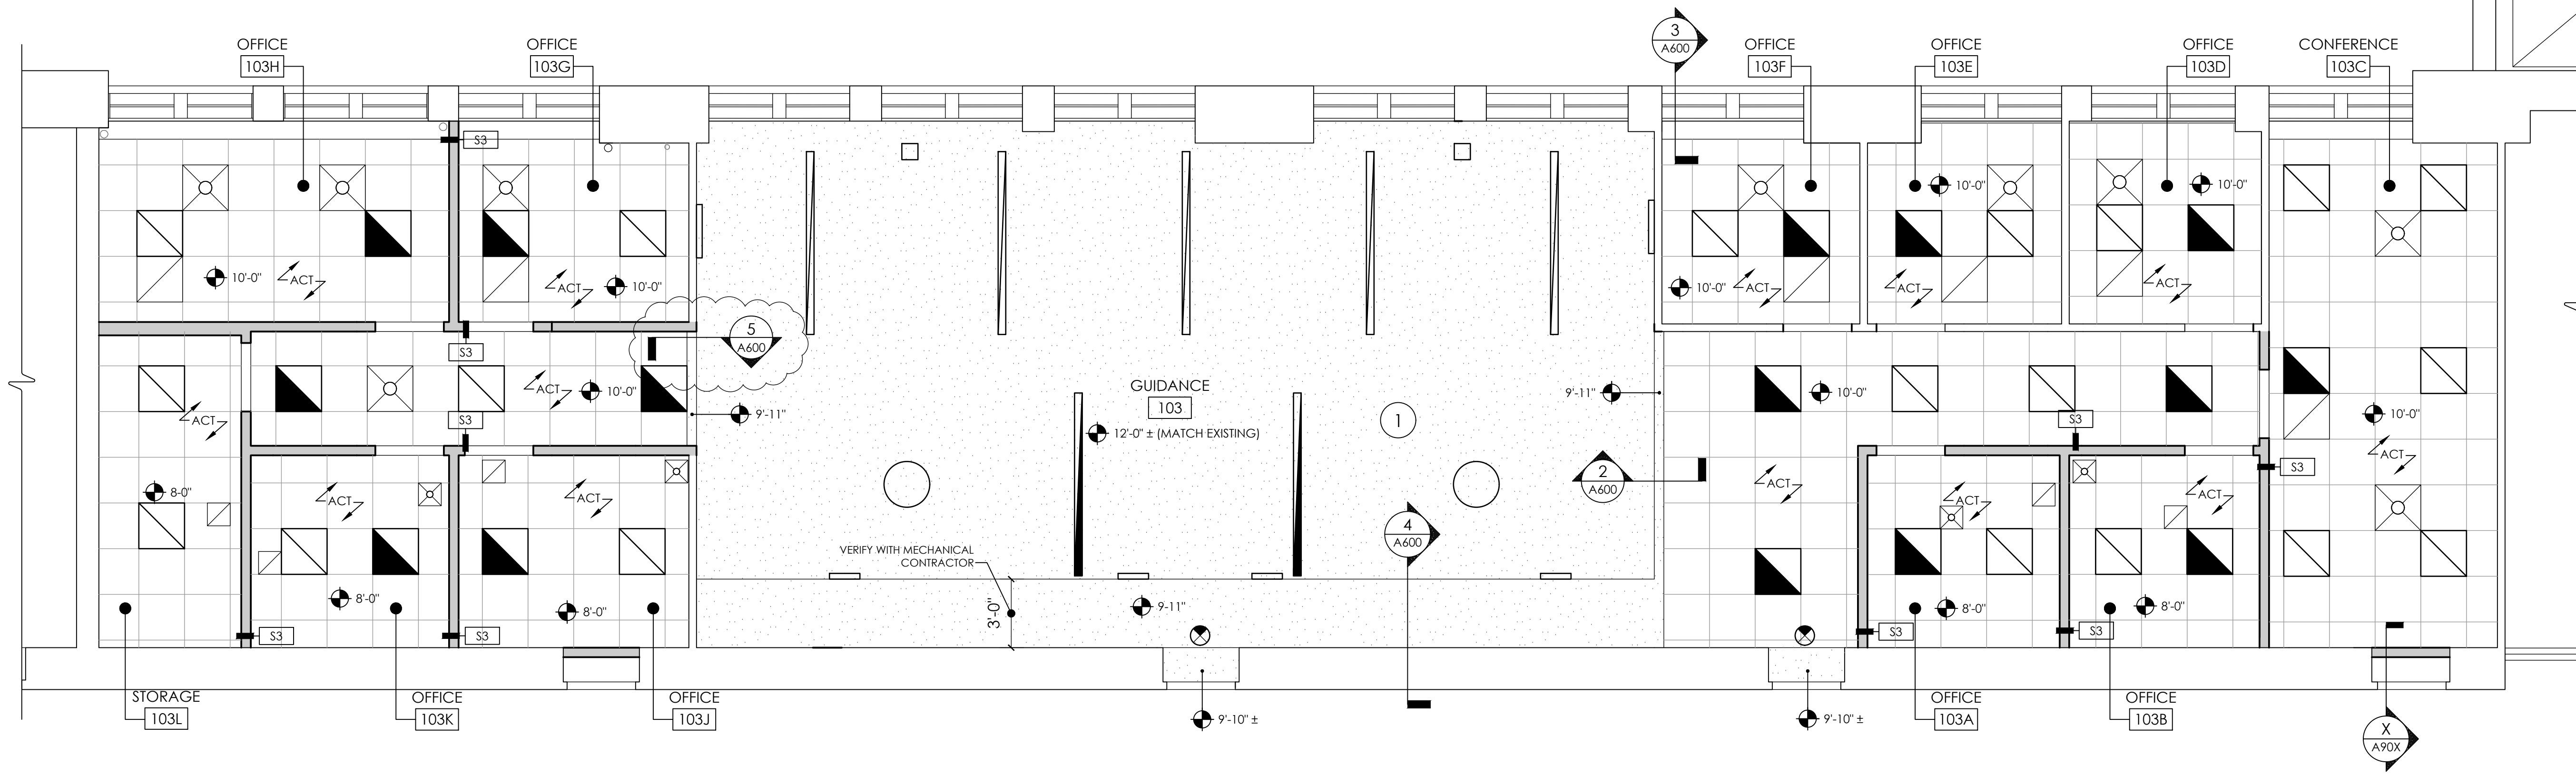 3
A600
OFFICE
103H
OFFICE
103G
OFFICE
103F
OFFICE
103E
OFFICE
103D
CONFERENCE
103C
S3
10'-0"
10'-0"
10'-0"
ACT
10'-0"
ACT
10'-0"
ACT
ACT
ACT
5
A600
S3
ACT
10'-0"
9'-11"
GUIDANCE
103
12'-0" ± (MATCH EXISTING)
1
9'-11"
10'-0"
S3
10'-0"
ACT
S3
ACT
8-0"
ACT
ACT
2
A600
ACT
ACT
ACT
S3
4
A600
VERIFY WITH MECHANICAL
CONTRACTOR
3'-0"
8'-0"
8'-0"
9-11"
8'-0"
8'-0"
S3
S3
S3
S3
STORAGE
103L
OFFICE
103K
OFFICE
103J
9'-10" ±
9'-10" ±
OFFICE
103A
OFFICE
103B
X
A90X